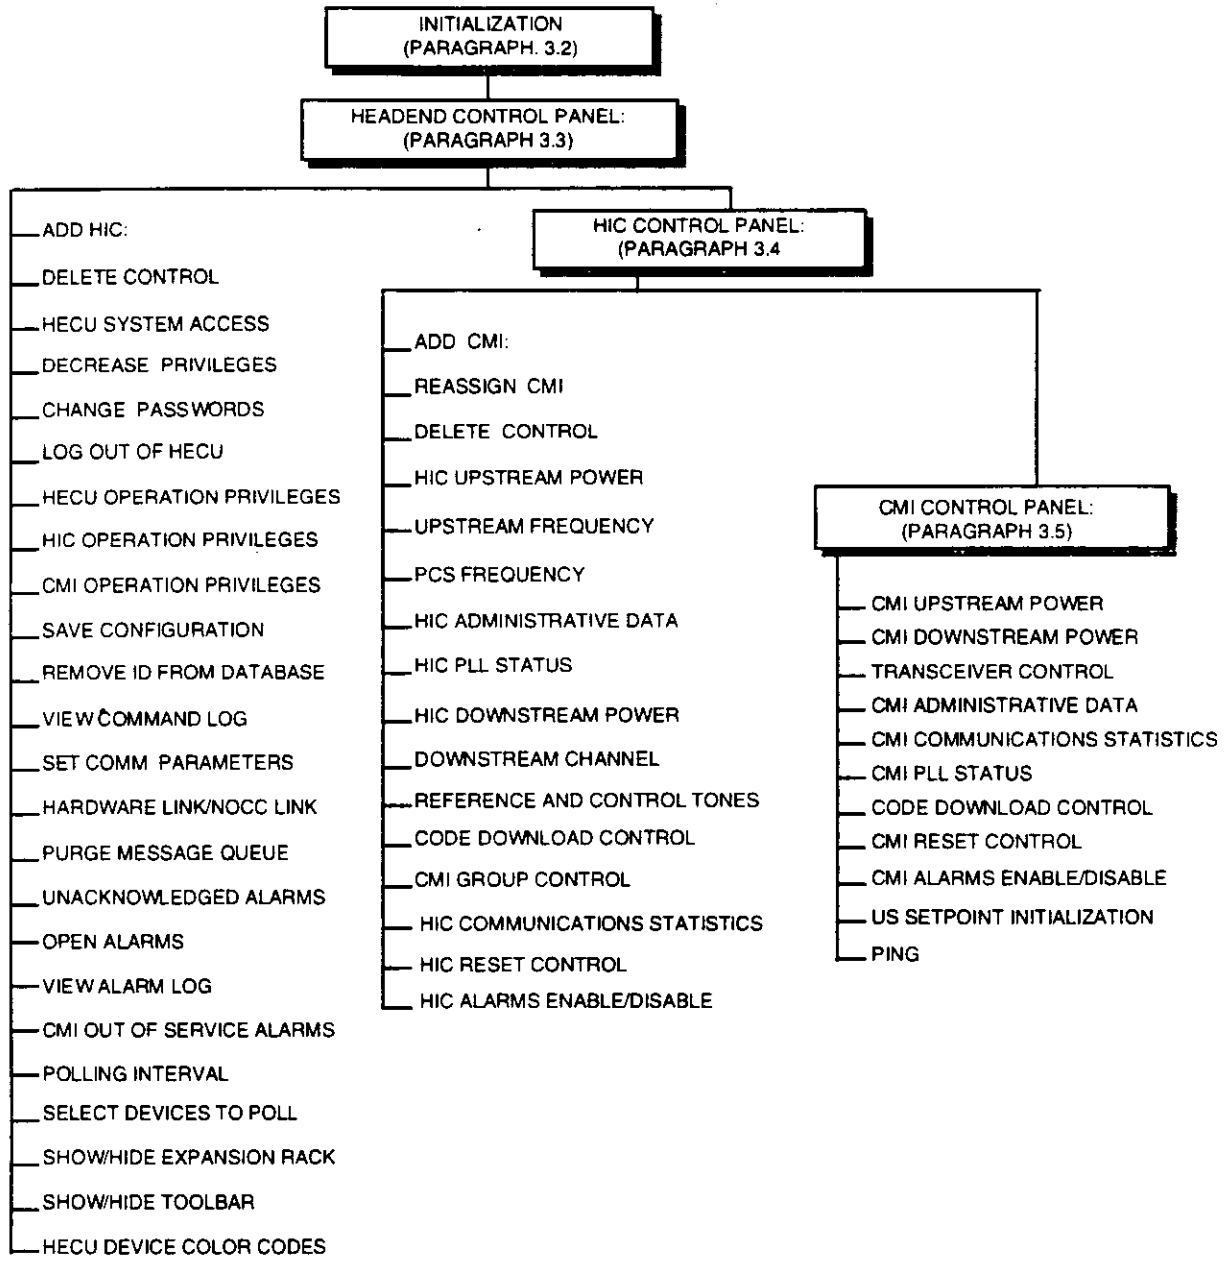 INITIALIZATION
(PARAGRAPH. 3.2)
HEADEND CONTROL PANEL:
(PARAGRAPH 3.3)
ADD HIC:
DELETE CONTROL
HECU SYSTEM ACCESS
DECREASE PRIVILEGES
CHANGE PASSWORDS
LOG OUT OF HECU
HECU OPERATION PRIVILEGES
HIC OPERATION PRIVILEGES
CMI OPERATION PRIVILEGES
SAVE CONFIGURATION
REMOVE ID FROM DATABASE
VIEW COMMAND LOG
SET COMM PARAMETERS
HARDWARE LINK/NOCC LINK
PURGE MESSAGE QUEUE
UNACKNOWLEDGED ALARMS
OPEN ALARMS
VIEW ALARM LOG
CMI OUT OF SERVICE ALARMS
POLLING INTERVAL
SELECT DEVICES TO POLL
SHOW/HIDE EXPANSION RACK
SHOW/HIDE TOOLBAR
HECU DEVICE COLOR CODES
HIC CONTROL PANEL:
(PARAGRAPH 3.4
ADD CMI:
REASSIGN CMI
DELETE CONTROL
HIC UPSTREAM POWER
UPSTREAM FREQUENCY
PCS FREQUENCY
HIC ADMINISTRATIVE DATA
HIC PLL STATUS
HIC DOWNSTREAM POWER
DOWNSTREAM CHANNEL
REFERENCE AND CONTROL TONES
CODE DOWNLOAD CONTROL
CMI GROUP CONTROL
HIC COMMUNICATIONS STATISTICS
HIC RESET CONTROL
HIC ALARMS ENABLE/DISABLE
CMI CONTROL PANEL:
(PARAGRAPH 3.5)
CMI UPSTREAM POWER
CMI DOWNSTREAM POWER
TRANSCEIVER CONTROL
CMI ADMINISTRATIVE DATA
CMI COMMUNICATIONS STATISTICS
CMI PLL STATUS
CODE DOWNLOAD CONTROL
CMI RESET CONTROL
CMI ALARMS ENABLE/DISABLE
US SETPOINT INITIALIZATION
PING